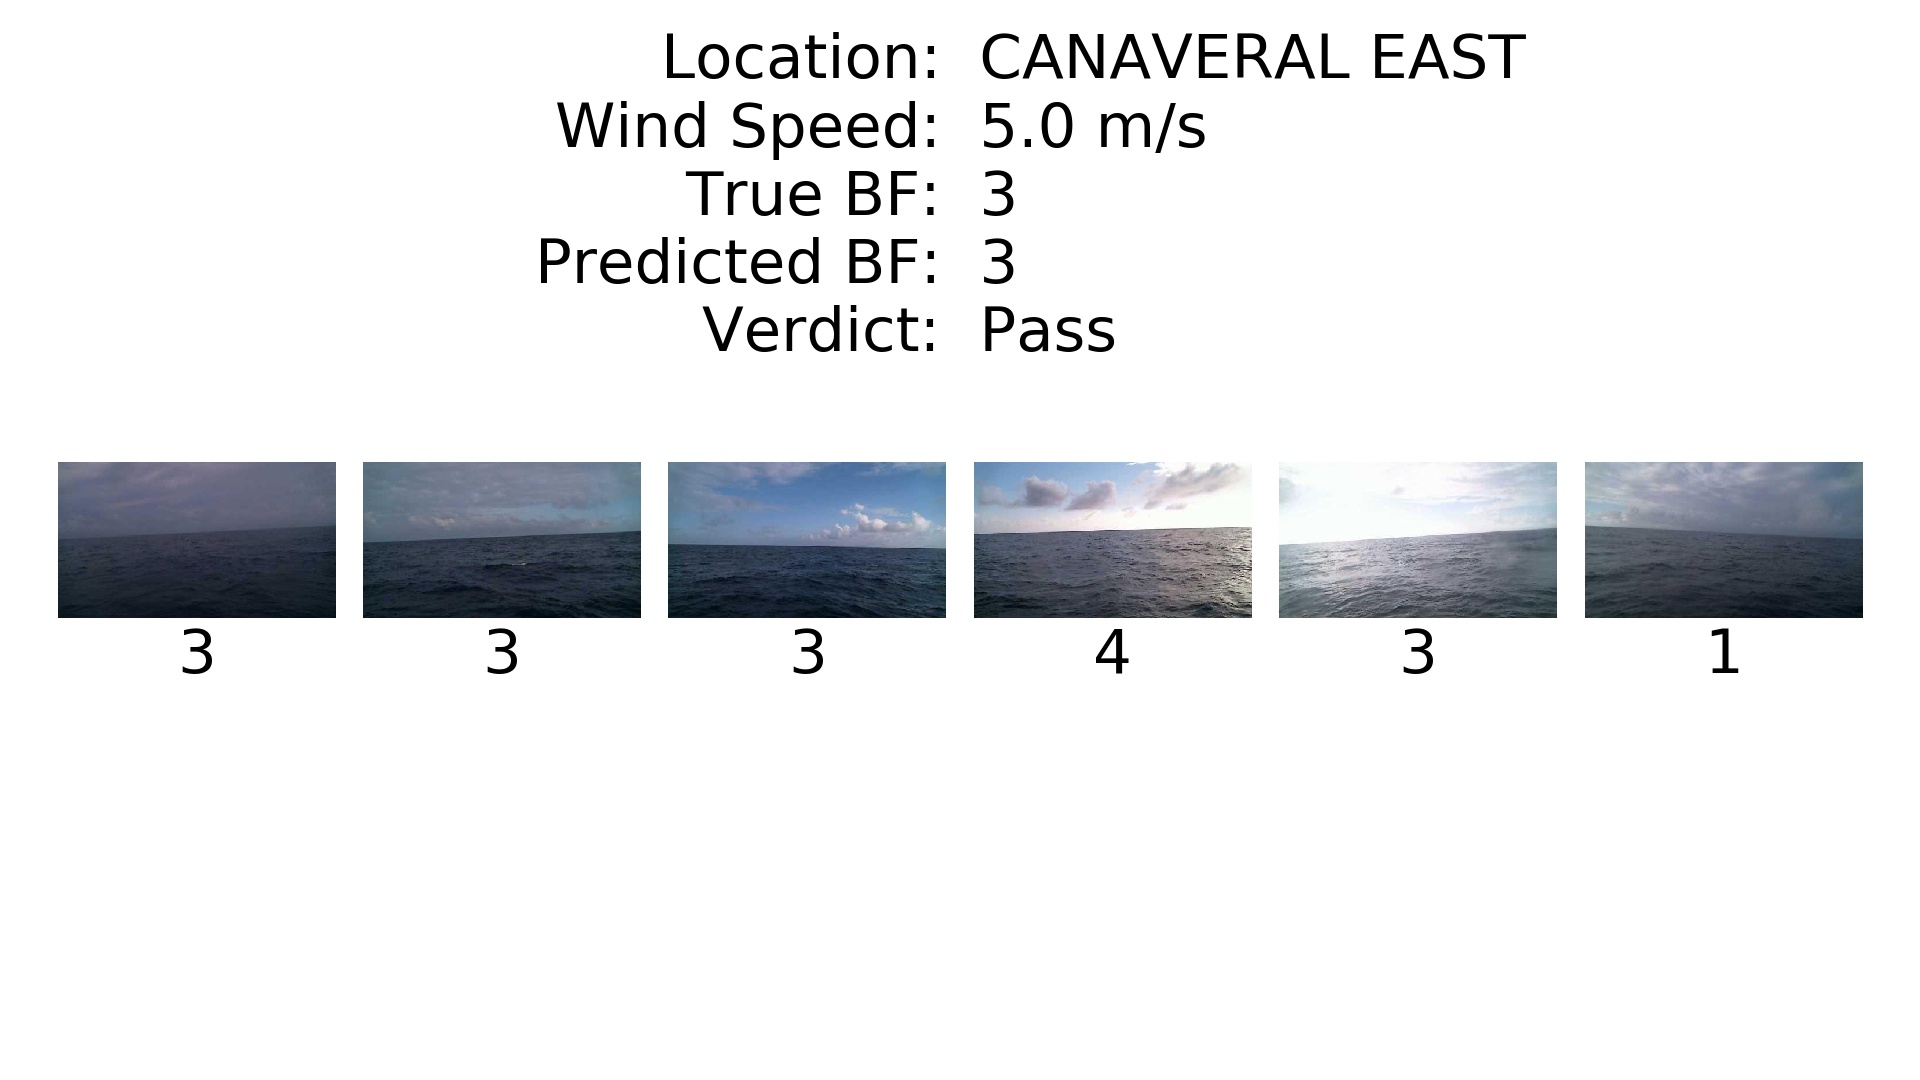 Location: CANAVERAL EAST
Wind Speed: 5.0 m/s
True BF: 3
Predicted BF: 3
Verdict: Pass
3 3 3 4 3 1